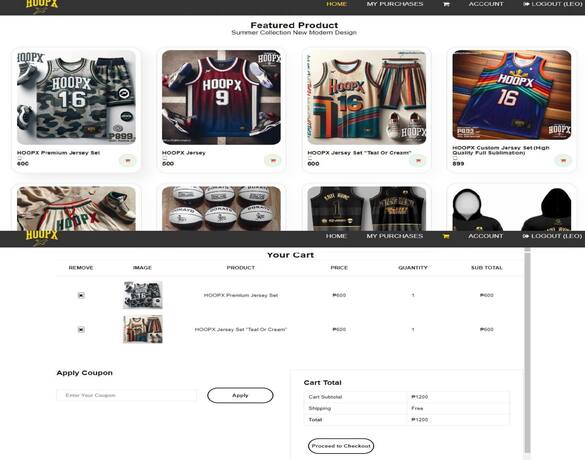 HOOPX
HOME MY PURCHASES ACCOUNT LOGOUT (LEO)
Featured Product
Summer Collection New Modern Design
HOOPX
16
₱899
HOOPX
9
HOOPX
HOOPX
16
HOOPX
HOOPX
16
HOOPX Premium Jersey Set
600
HOOPX Jersey
500
HOOPX Jersey Set "Teal Or Cream"
600
HOOPX Custom Jersey Set(High
Quality Full Sublimation)
899
HOOPX
HOOPX
HOME MY PURCHASES ACCOUNT LOGOUT (LEO)
Your Cart
REMOVE IMAGE PRODUCT PRICE QUANTITY SUB TOTAL
HOOPX Premium Jersey Set ₱600 1 ₱600
HOOPX Jersey Set "Teal Or Cream" ₱600 1 ₱600
Apply Coupon
Enter Your Coupon Apply
Cart Total
Cart Subtotal ₱1200
Shipping Free
Total ₱1200
Proceed to Checkout